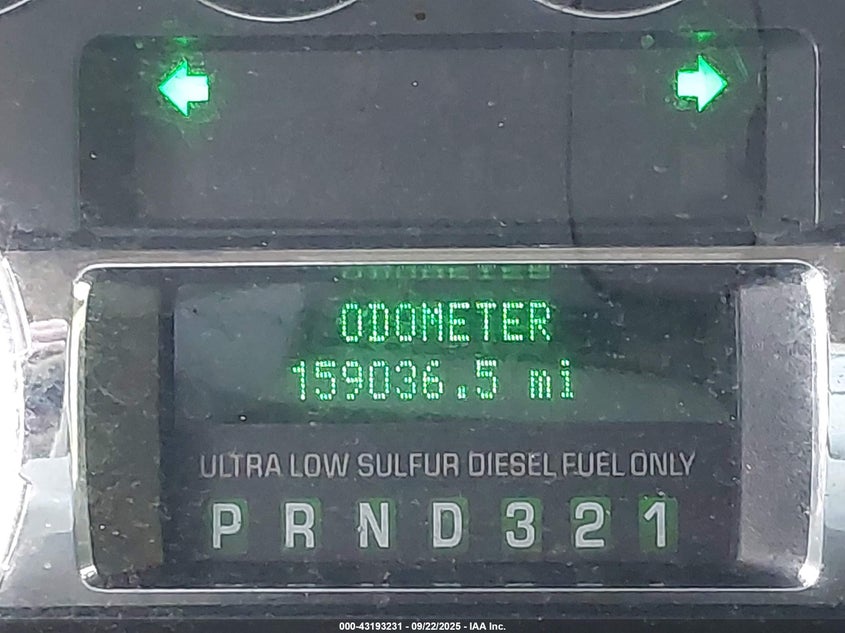 ODOMETER
159036.5 mi
ULTRA LOW SULFUR DIESEL FUEL ONLY
P R N D 3 2 1
000-43193231 - 09/22/2025 - IAA Inc.